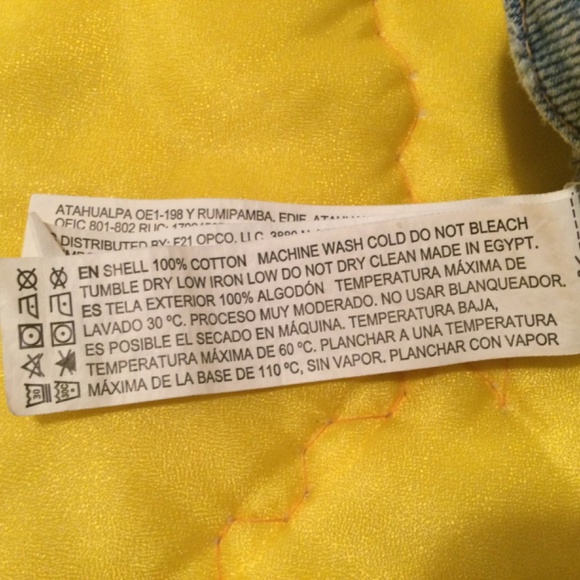 ATAHUALPA OE1-198 Y RUMIPAMBA, EDIF. ATAHU
OFIC 801-802 RUC:
DISTRIBUTED BY: F21 OPCO, LLC. 3880 N.
EN SHELL 100% COTTON MACHINE WASH COLD DO NOT BLEACH
TUMBLE DRY LOW IRON LOW DO NOT DRY CLEAN MADE IN EGYPT.
ES TELA EXTERIOR 100% ALGODÓN TEMPERATURA MÁXIMA DE
LAVADO 30 ºC. PROCESO MUY MODERADO. NO USAR BLANQUEADOR.
ES POSIBLE EL SECADO EN MÁQUINA. TEMPERATURA BAJA,
TEMPERATURA MÁXIMA DE 60 ºC. PLANCHAR A UNA TEMPERATURA
MÁXIMA DE LA BASE DE 110 ºC, SIN VAPOR. PLANCHAR CON VAPOR
30